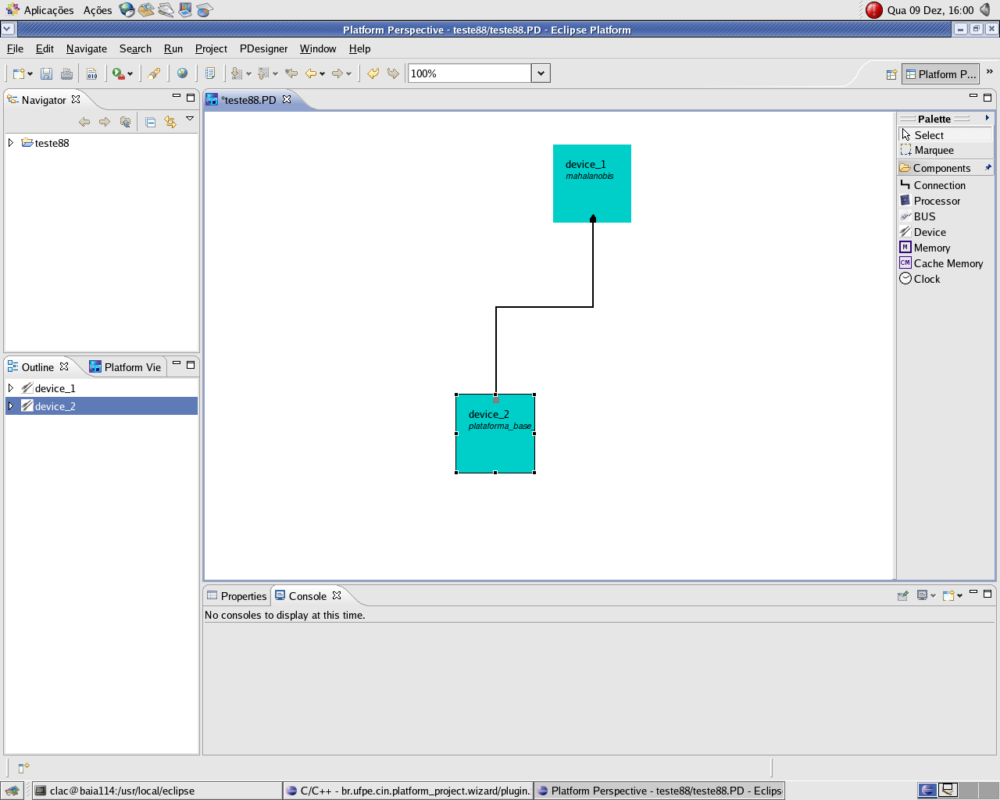 Aplicações Ações Qua 09 Dez, 16:00
Platform Perspective - teste88/teste88.PD - Eclipse Platform
File Edit Navigate Search Run Project PDesigner Window Help
100% Platform P... »
Navigator *teste88.PD
Palette
Select
Marquee
Components
Connection
Processor
BUS
Device
M Memory
CM Cache Memory
Clock
teste88
device_1
mahalanobis
device_2
plataforma_base_
Outline Platform Vie
device_1
device_2
Properties Console
No consoles to display at this time.
clac@baia114:/usr/local/eclipse C/C++ - br.ufpe.cin.platform_project.wizard/plugin. Platform Perspective - teste88/teste88.PD - Eclips